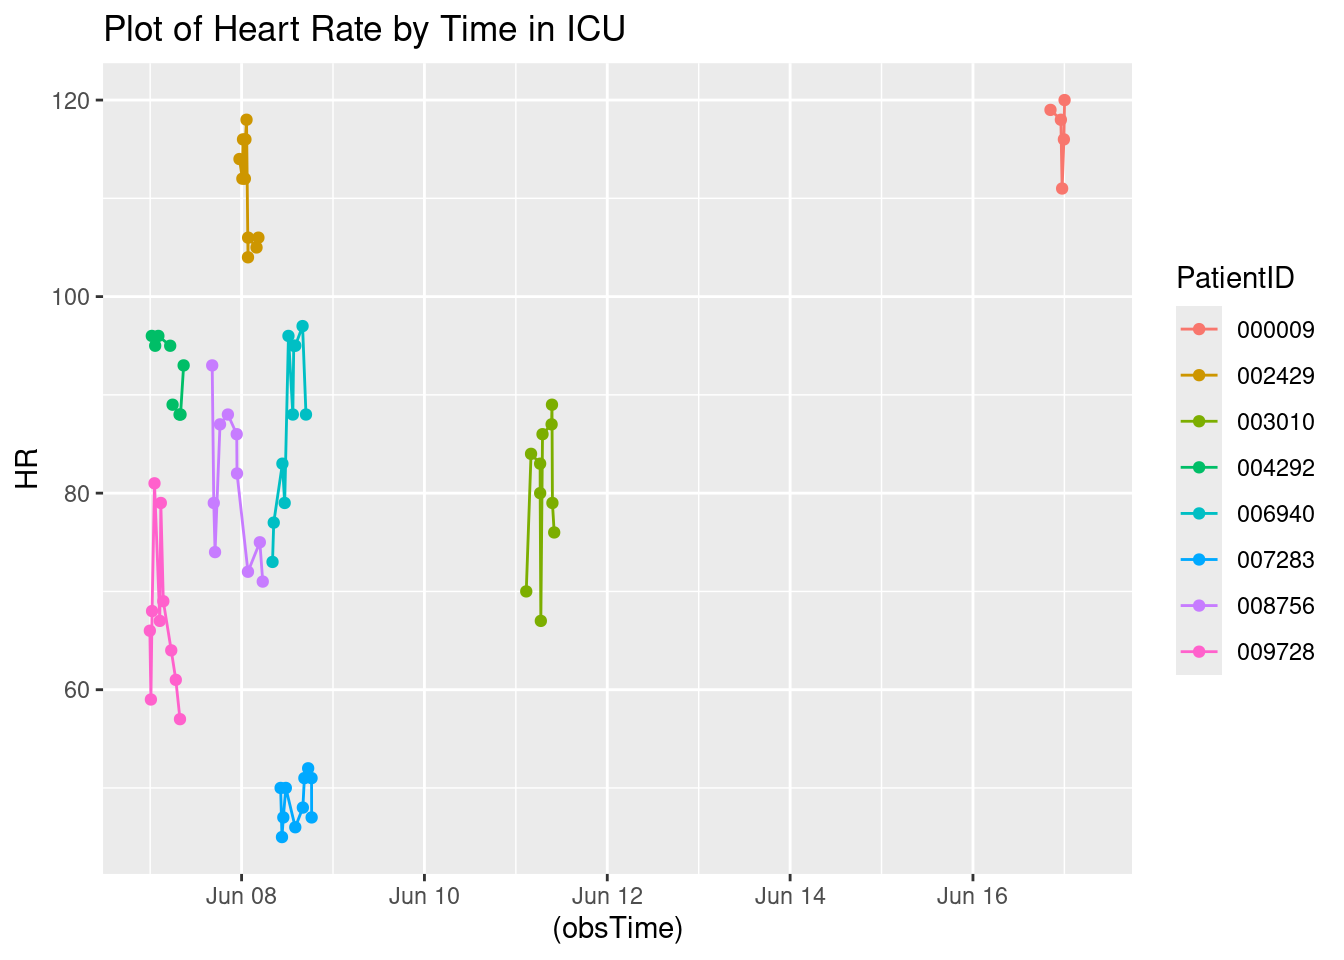 Plot of Heart Rate by Time in ICU
120
100
80
60
HR
Jun 08
Jun 10
Jun 12
Jun 14
Jun 16
(obsTime)
PatientID
000009
002429
003010
004292
006940
007283
008756
009728